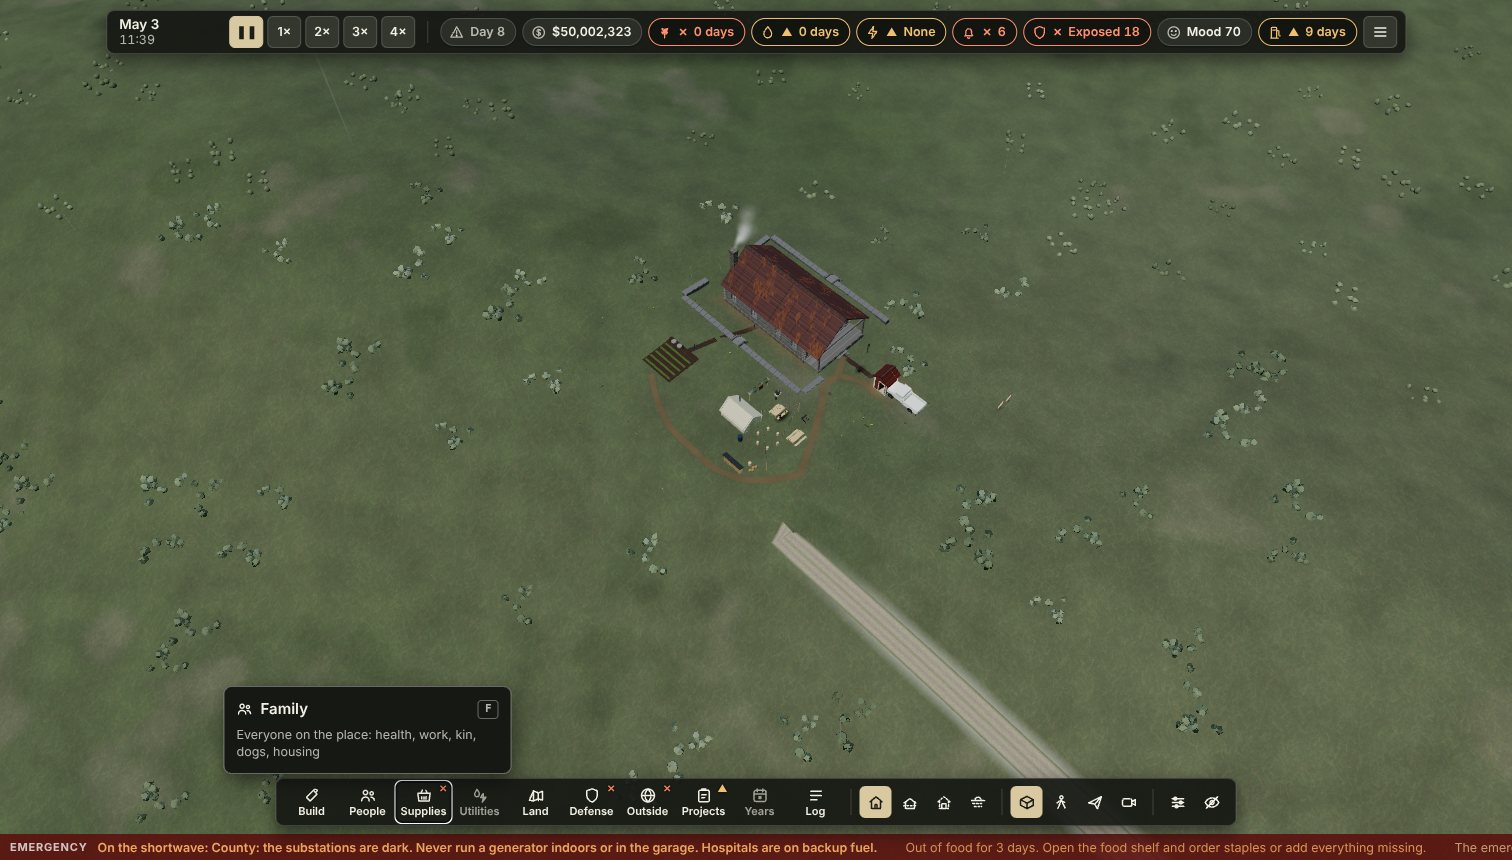 May 3
11:39
1×
2×
3×
4×
Day 8
$50,002,323
× 0 days
0 days
None
× 6
× Exposed 18
Mood 70
9 days
Family
F
Everyone on the place: health, work, kin,
dogs, housing
Build
People
Supplies
Utilities
Land
Defense
Outside
Projects
Years
Log
EMERGENCY On the shortwave: County: the substations are dark. Never run a generator indoors or in the garage. Hospitals are on backup fuel. Out of food for 3 days. Open the food shelf and order staples or add everything missing. The emer